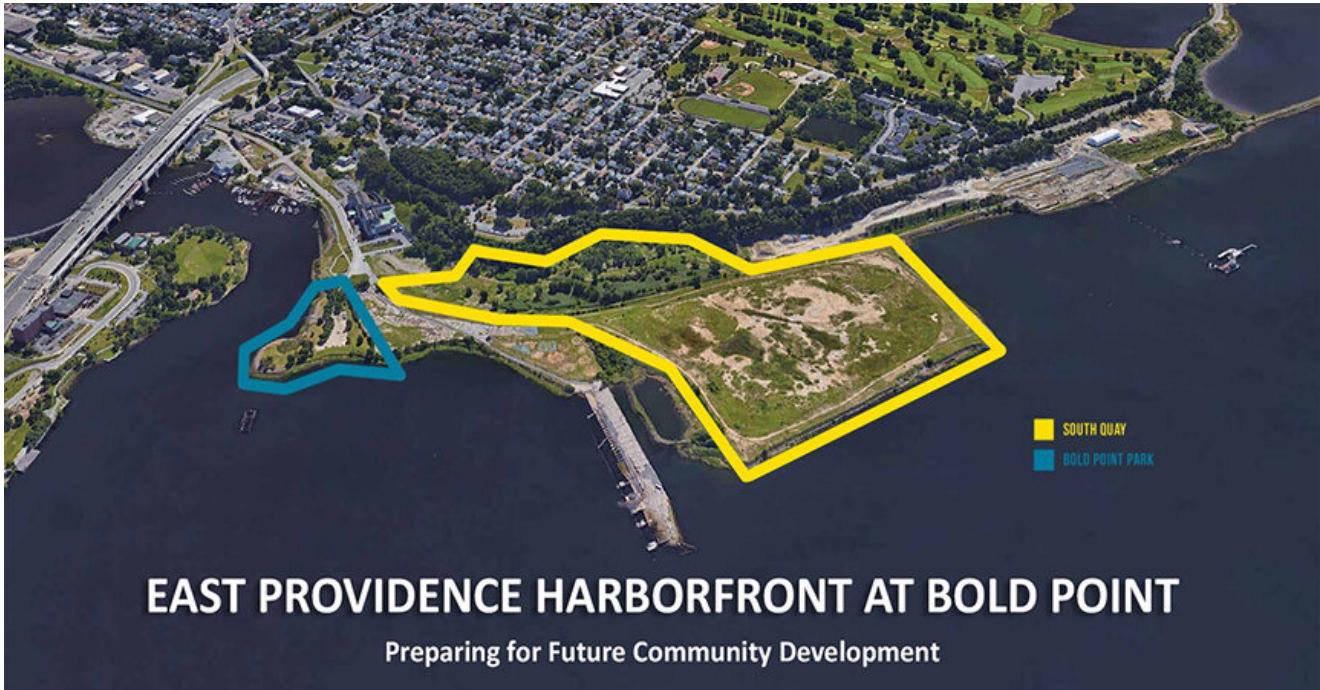 SOUTH QUAY
BOLD POINT PARK
EAST PROVIDENCE HARBORFRONT AT BOLD POINT
Preparing for Future Community Development